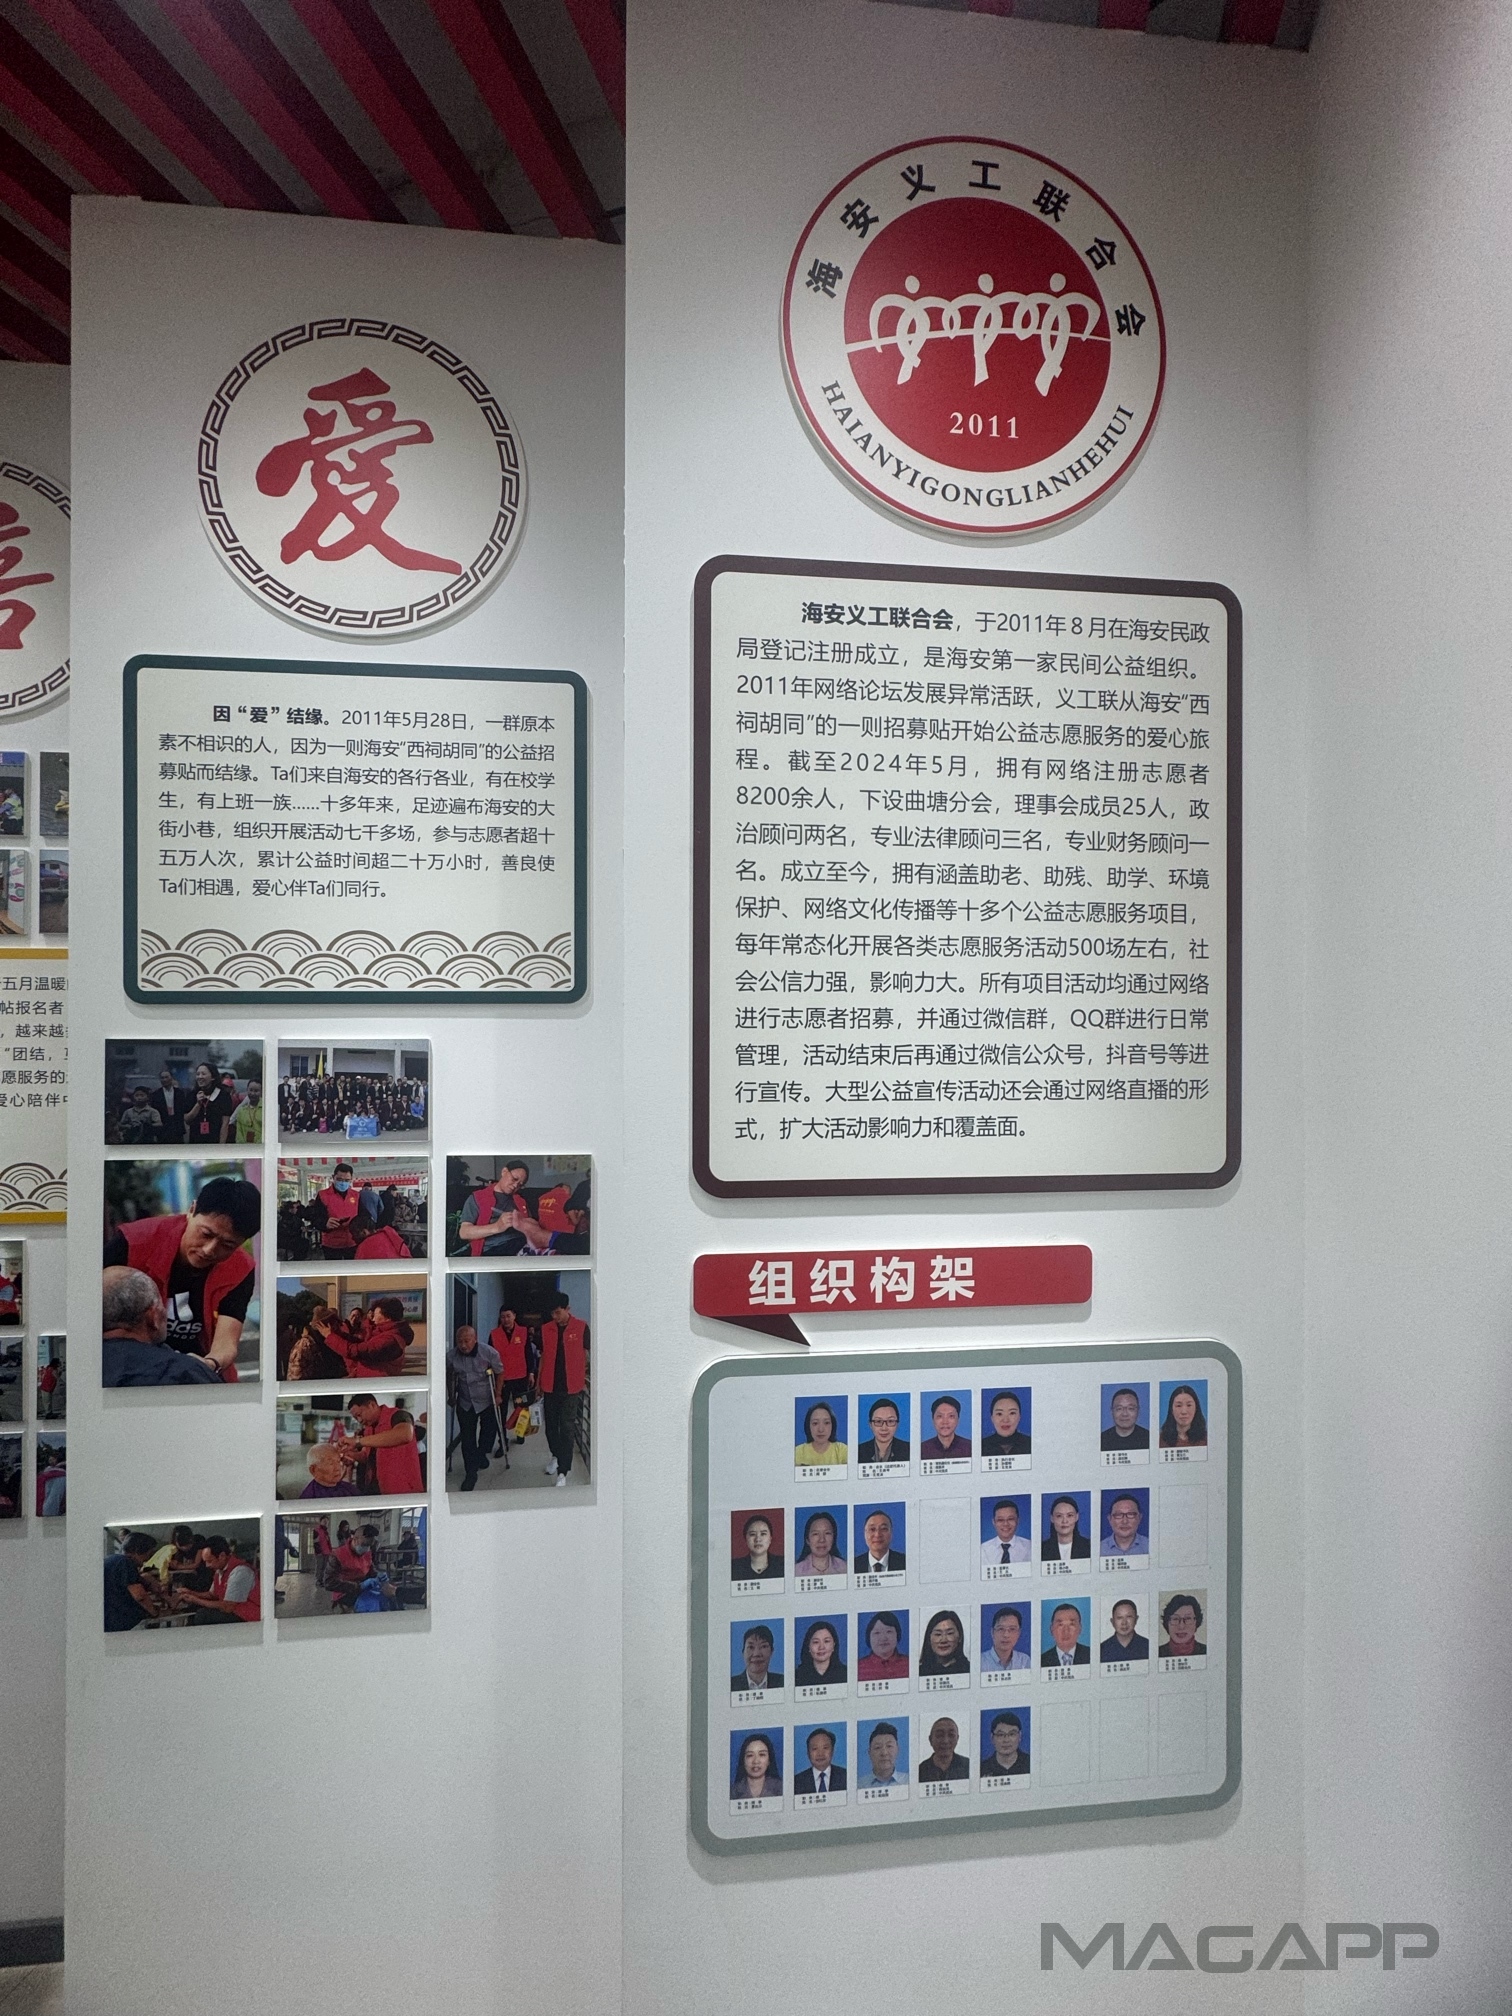 海安义工联合会
2011
HAIANYIGONGLIANHEHUI
爱
因“爱”结缘。2011年5月28日，一群原本
素不相识的人，因为一则海安“西祠胡同”的公益招
募贴而结缘。Ta们来自海安的各行各业，有在校学
生，有上班一族......十多年来，足迹遍布海安的大
街小巷，组织开展活动七千多场，参与志愿者超十
五万人次，累计公益时间超二十万小时，善良使
Ta们相遇，爱心伴Ta们同行。
海安义工联合会，于2011年8月在海安民政
局登记注册成立，是海安第一家民间公益组织。
2011年网络论坛发展异常活跃，义工联从海安“西
祠胡同”的一则招募贴开始公益志愿服务的爱心旅
程。截至2024年5月，拥有网络注册志愿者
8200余人，下设曲塘分会，理事会成员25人，政
治顾问两名，专业法律顾问三名，专业财务顾问一
名。成立至今，拥有涵盖助老、助残、助学、环境
保护、网络文化传播等十多个公益志愿服务项目，
每年常态化开展各类志愿服务活动500场左右，社
会公信力强，影响力大。所有项目活动均通过网络
进行志愿者招募，并通过微信群，QQ群进行日常
管理，活动结束后再通过微信公众号，抖音号等进
行宣传。大型公益宣传活动还会通过网络直播的形
式，扩大活动影响力和覆盖面。
组织构架
五月温暖
帖报名者
，越来越
“团结，
愿服务的
爱心陪伴
MAGAPP